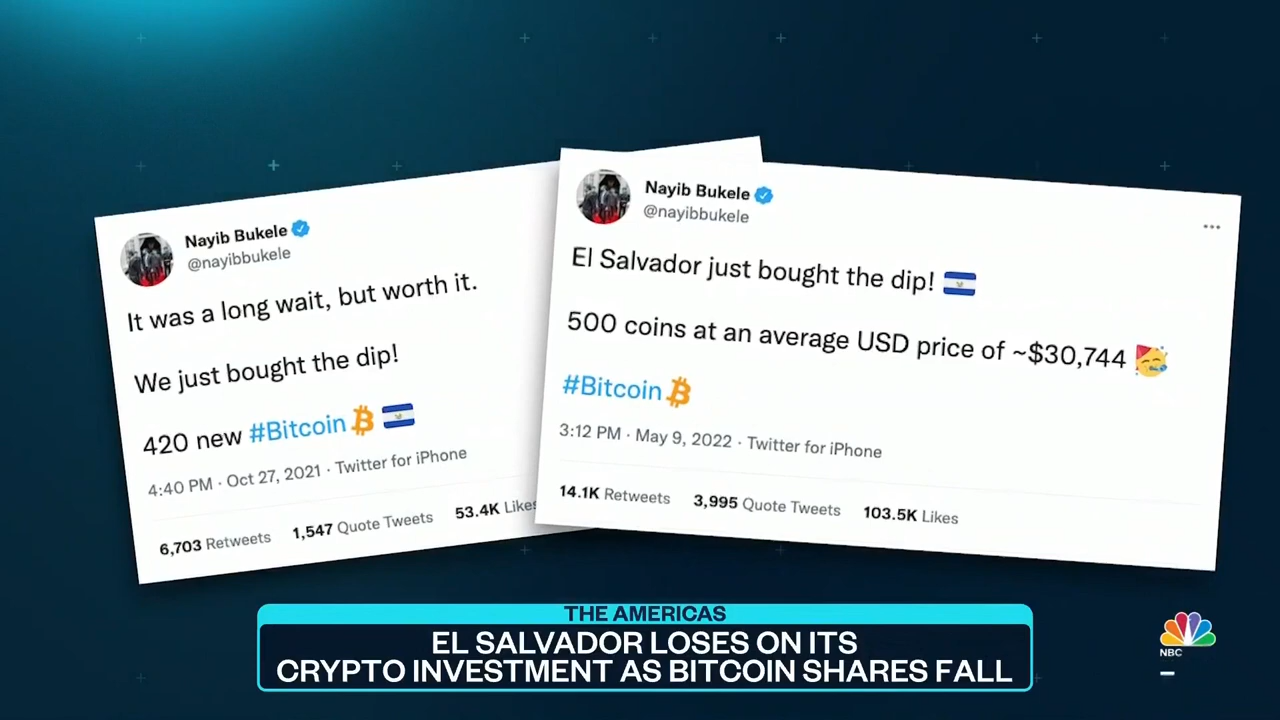 Nayib Bukele
@nayibbukele
It was a long wait, but worth it.
We just bought the dip!
420 new #Bitcoin
4:40 PM · Oct 27, 2021 · Twitter for iPhone
6,703 Retweets 1,547 Quote Tweets 53.4K Likes
Nayib Bukele
@nayibbukele
El Salvador just bought the dip! 🇸🇻
500 coins at an average USD price of ~$30,744 🥳
#Bitcoin
3:12 PM · May 9, 2022 · Twitter for iPhone
14.1K Retweets 3,995 Quote Tweets 103.5K Likes
THE AMERICAS
EL SALVADOR LOSES ON ITS
CRYPTO INVESTMENT AS BITCOIN SHARES FALL
NBC